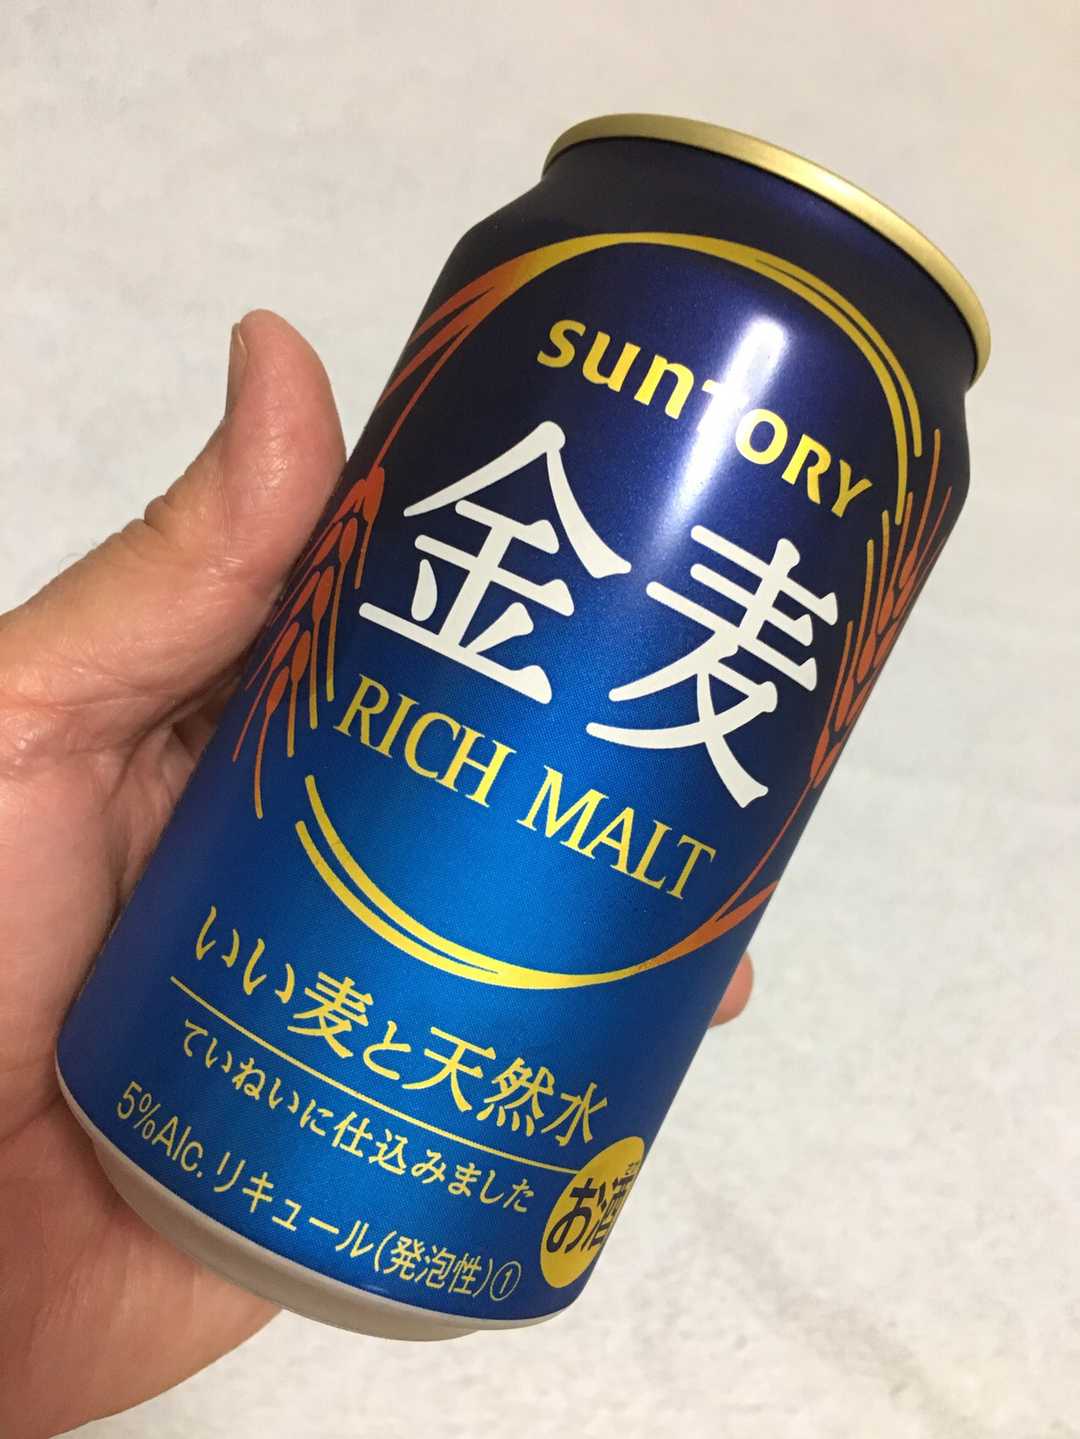 SUNTORY
金麦
RICH MALT
いい麦と天然水
ていねいに仕込みました
5%Alc. リキュール(発泡性)①
お酒